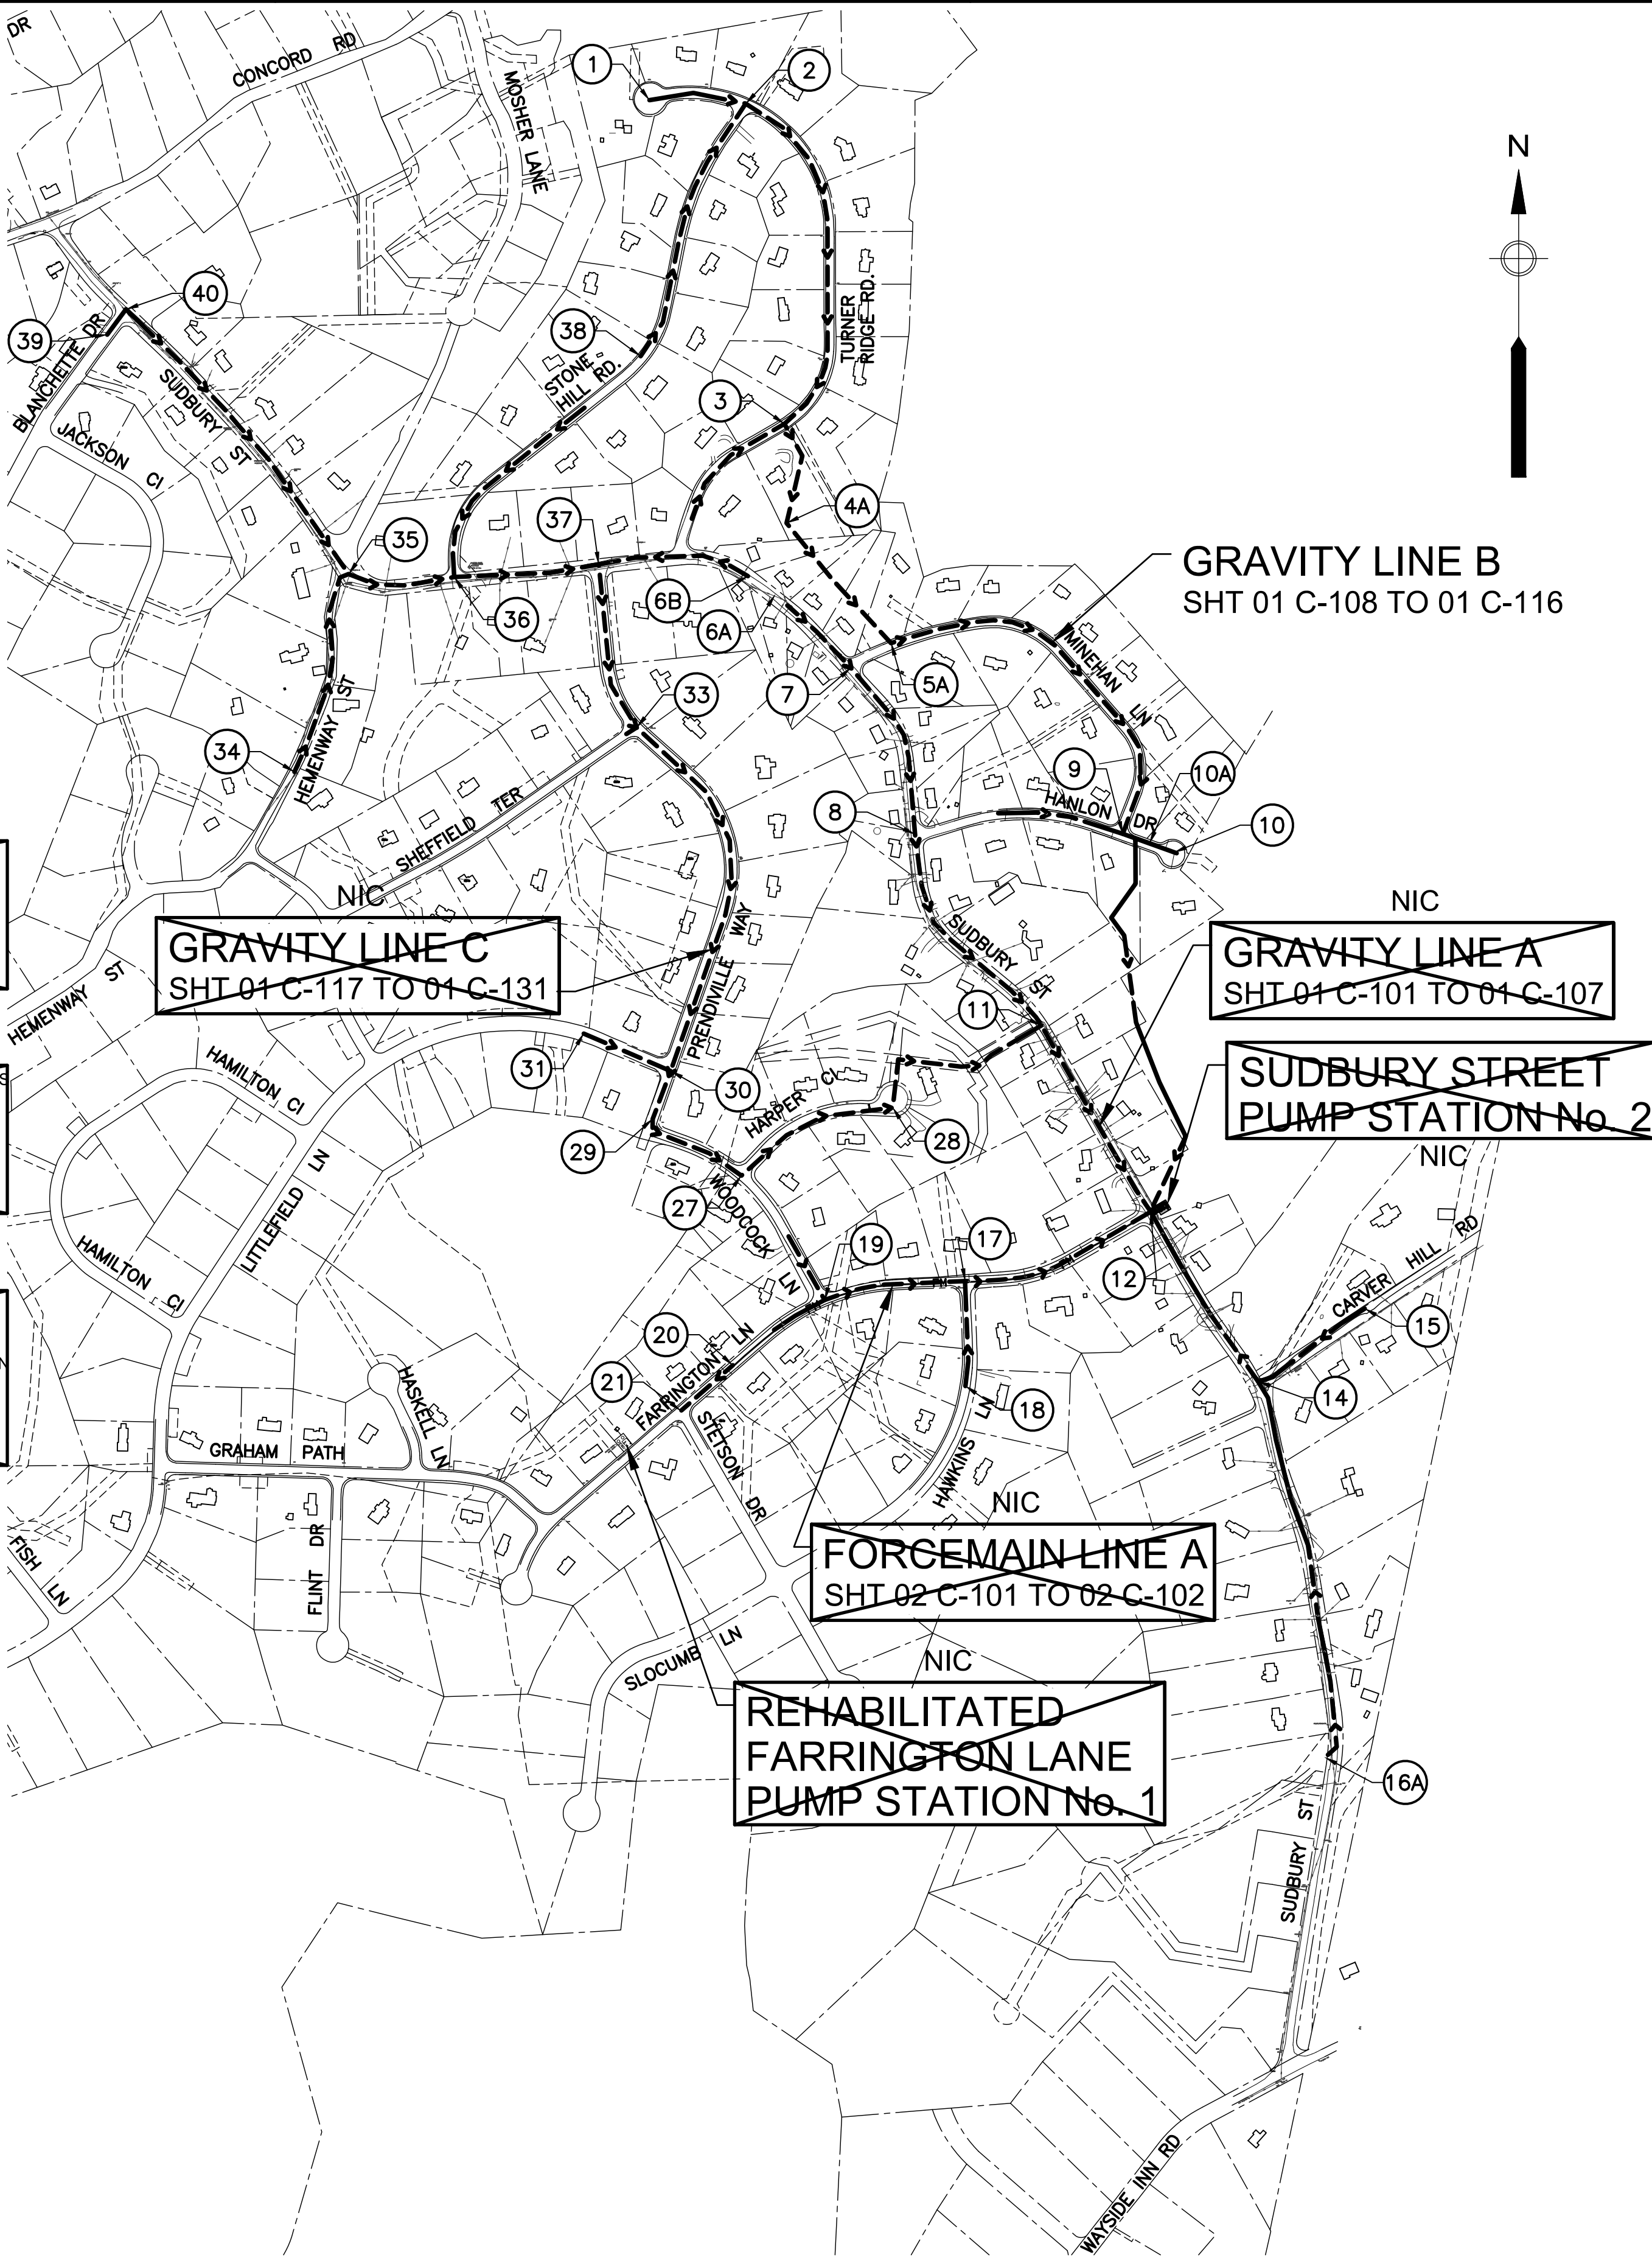 DR
CONCORD RD
MOSHER LANE
1
2
N
40
39
BLANCHETTE DR
SUDBURY ST
JACKSON CI
38
STONE-
HILL RD.
TURNER
RIDGE RD.
3
4A
37
35
36
6B
6A
7
5A
GRAVITY LINE B
SHT 01 C-108 TO 01 C-116
MINEHAN LN
33
34
HEMENWAY ST
SHEFFIELD TER
8
9
10A
10
HANLON DR
NIC
GRAVITY LINE C
SHT 01 C-117 TO 01 C-131
PRENDIVILLE WAY
SUDBURY ST
11
NIC
GRAVITY LINE A
SHT 01 C-101 TO 01 C-107
SUDBURY STREET
PUMP STATION No. 2
NIC
HEMENWAY ST
HAMILTON CI
31
30
29
HARPER CI
28
27
WOODCOCK LN
HAMILTON CI
LITTLEFIELD LN
19
17
12
CARVER HILL RD
15
14
20
21
FARRINGTON LN
STETSON DR
18
HAWKINS LN
HASKELL LN
GRAHAM PATH
FLINT DR
FISH LN
NIC
FORCEMAIN LINE A
SHT 02 C-101 TO 02 C-102
SLOCUMB LN
NIC
REHABILITATED
FARRINGTON LANE
PUMP STATION No. 1
16A
SUDBURY ST
WAYSIDE INN RD